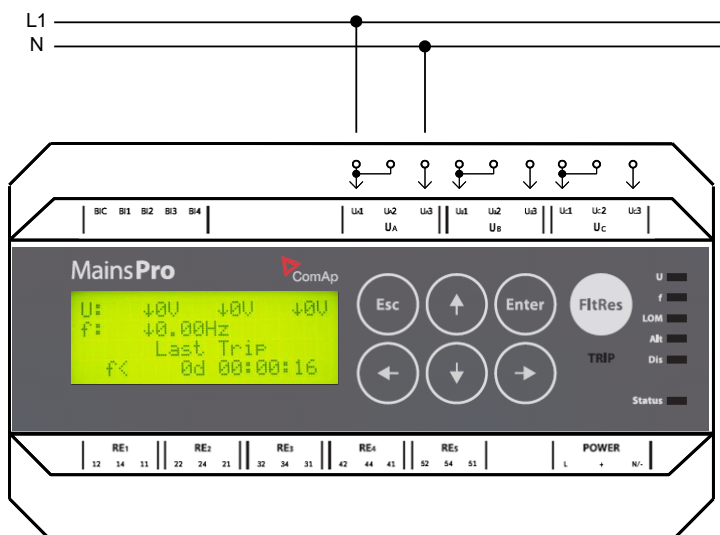 L1
N
BIC BI1 BI2 BI3 BI4 UA1 UA2 UA3 UB1 UB2 UB3 UC1 UC2 UC3
UA UB UC
MainsPro ComAp
U: ↓0V ↓0V ↓0V
f: ↓0.00Hz
Last Trip
f< 0d 00:00:16
Esc ↑ Enter FltRes
← ↓ → TRIP
U
f
LOM
Alt
Dis
Status
RE1 RE2 RE3 RE4 RE5 POWER
12 14 11 22 24 21 32 34 31 42 44 41 52 54 51 L + N/-